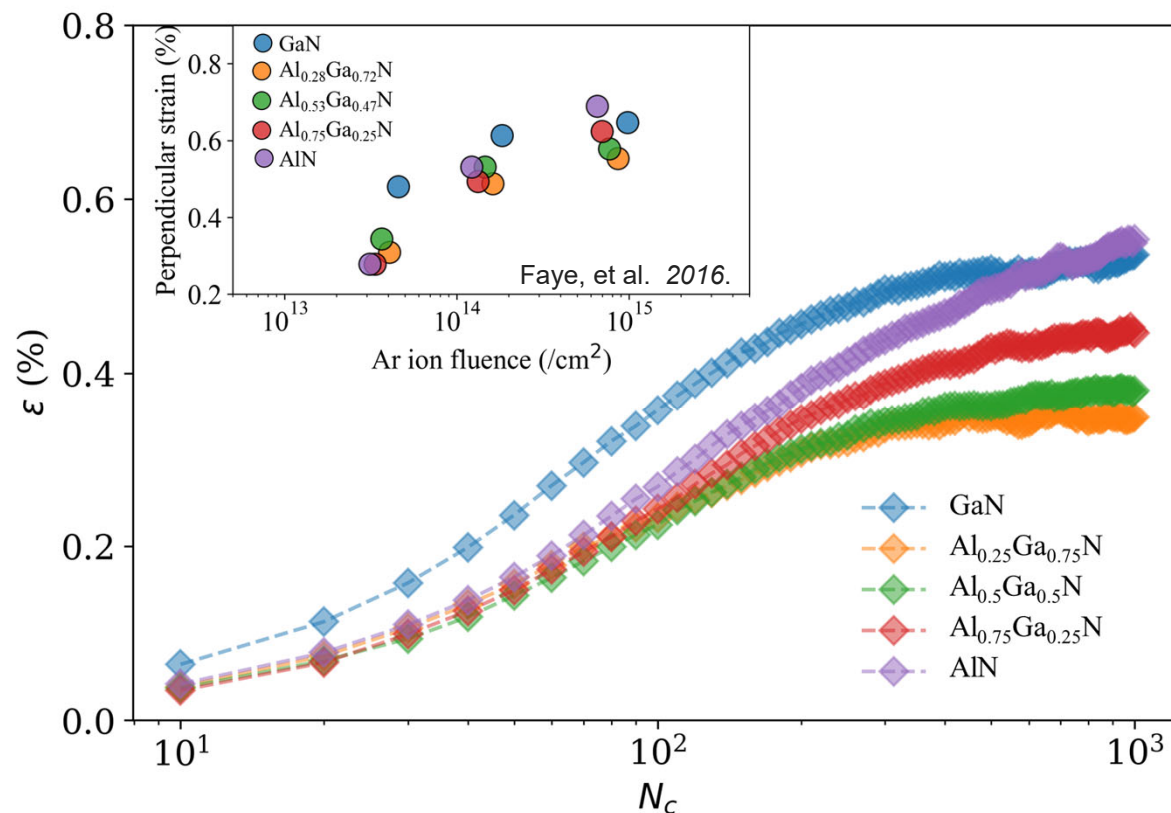 0.8
0.6
0.4
0.2
0.0
ε (%)
10¹
10²
10³
N_c
Perpendicular strain (%)
0.8
0.6
0.4
0.2
GaN
Al₀.₂₈Ga₀.₇₂N
Al₀.₅₃Ga₀.₄₇N
Al₀.₇₅Ga₀.₂₅N
AlN
Faye, et al. 2016.
10¹³
10¹⁴
10¹⁵
Ar ion fluence (/cm²)
GaN
Al₀.₂₅Ga₀.₇₅N
Al₀.₅Ga₀.₅N
Al₀.₇₅Ga₀.₂₅N
AlN